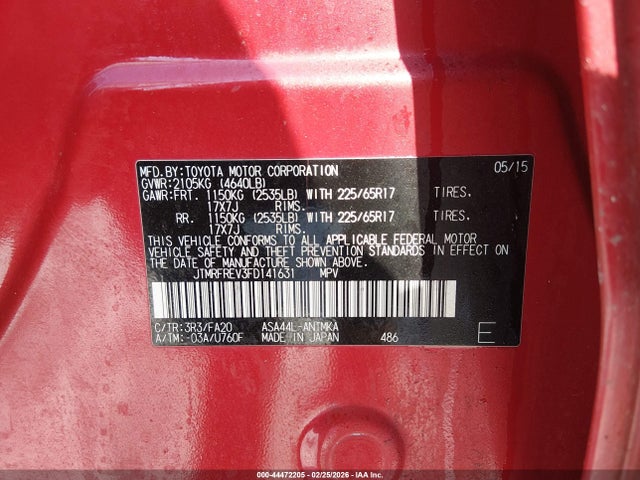 MFD.BY:TOYOTA MOTOR CORPORATION 05/15
GVWR:2105KG (4640LB)
GAWR:FRT. 1150KG (2535LB) WITH 225/65R17 TIRES.
17X7J RIMS.
RR. 1150KG (2535LB) WITH 225/65R17 TIRES.
17X7J RIMS.
THIS VEHICLE CONFORMS TO ALL APPLICABLE FEDERAL MOTOR
VEHICLE SAFETY AND THEFT PREVENTION STANDARDS IN EFFECT ON
THE DATE OF MANUFACTURE SHOWN ABOVE.
JTMRFREV3FD141631 MPV
C/TR:3R3/FA20 ASA44L-ANTMKA
A/TM:-03A/U760F MADE IN JAPAN 486 E
000-44472205 - 02/25/2026 - IAA Inc.